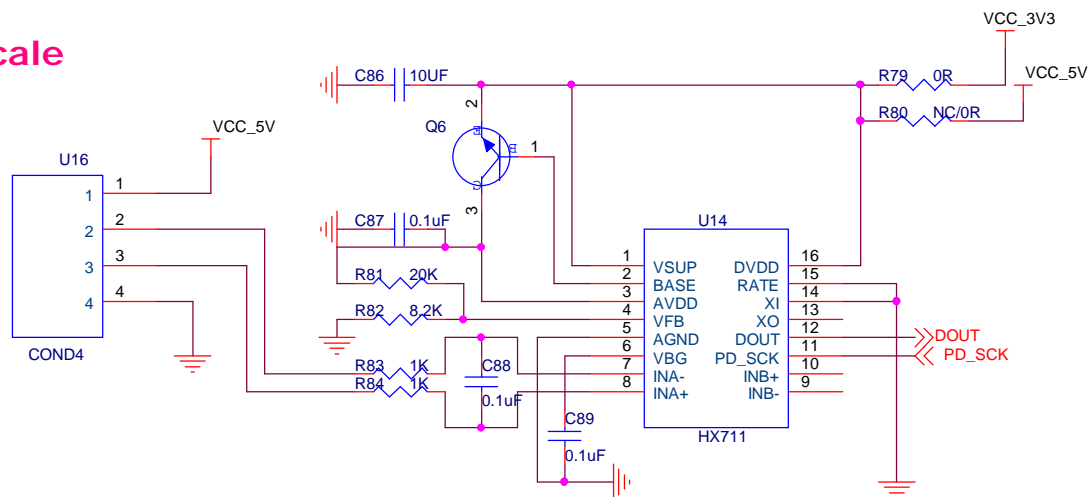 cale
VCC_3V3
VCC_5V
C86 10UF
R79 0R
R80 NC/0R
2
Q6
E
B
1
C
3
VCC_5V
U16
1 1
2 2
3 3
4 4
COND4
C87 0.1uF
R81 20K
R82 8.2K
R83 1K
R84 1K
C88
0.1uF
C89
0.1uF
U14
1 VSUP DVDD 16
2 BASE RATE 15
3 AVDD XI 14
4 VFB XO 13
5 AGND DOUT 12
6 VBG PD_SCK 11
7 INA- INB+ 10
8 INA+ INB- 9
HX711
DOUT
PD_SCK